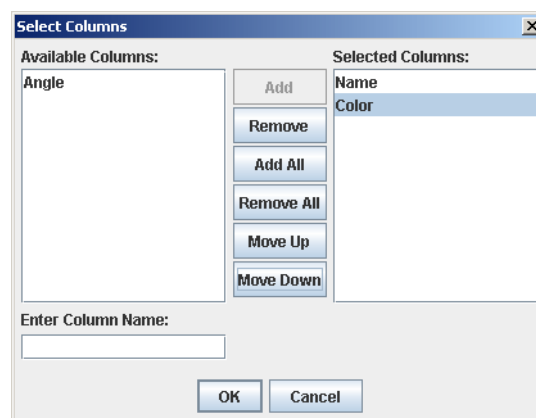 Select Columns
Available Columns:
Selected Columns:
Angle
Add
Remove
Add All
Remove All
Move Up
Move Down
Name
Color
Enter Column Name:
OK
Cancel